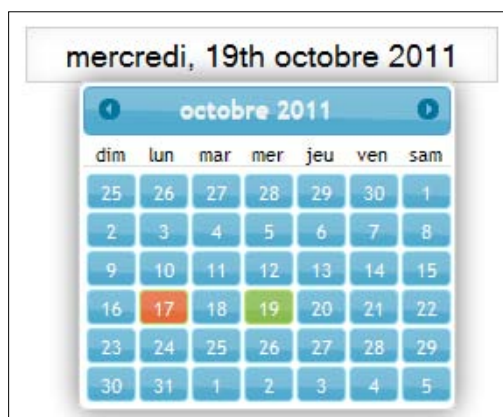 mercredi, 19th octobre 2011
octobre 2011
dim lun mar mer jeu ven sam
25 26 27 28 29 30 1
2 3 4 5 6 7 8
9 10 11 12 13 14 15
16 17 18 19 20 21 22
23 24 25 26 27 28 29
30 31 1 2 3 4 5